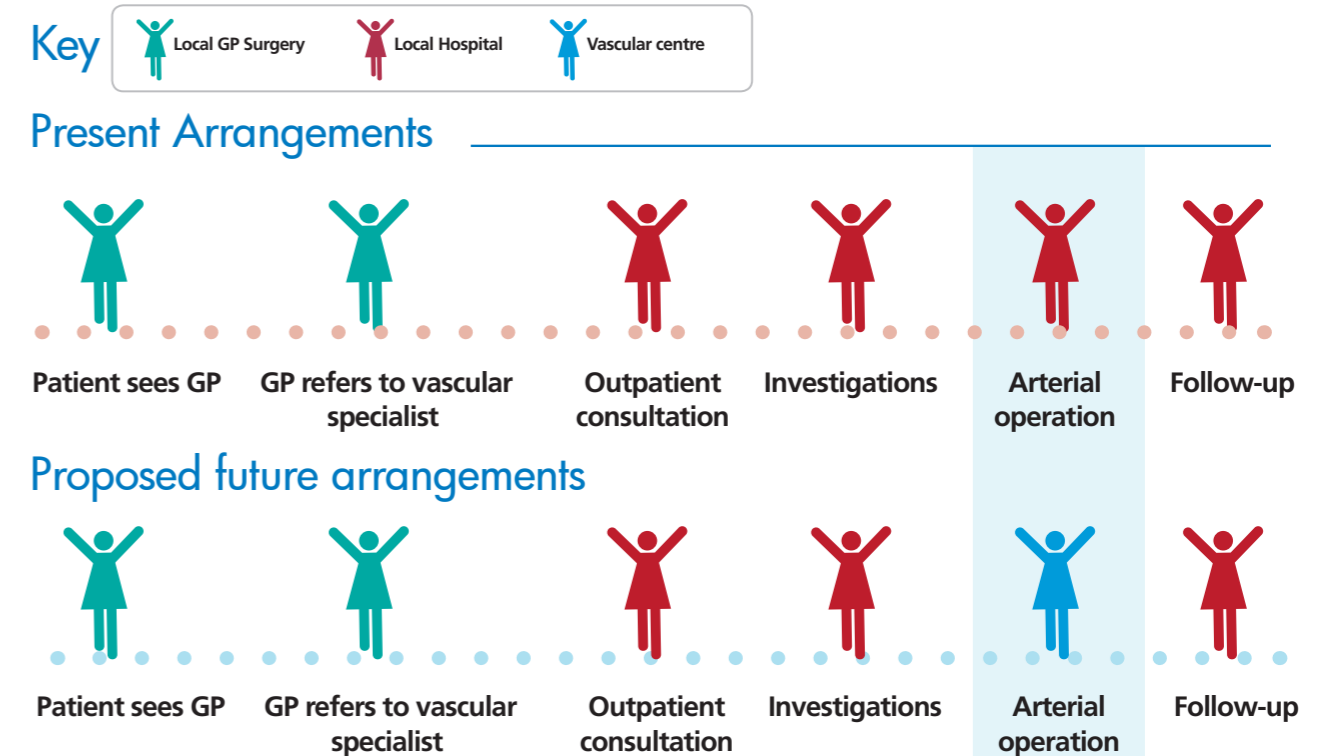 Key
Local GP Surgery
Local Hospital
Vascular centre
Present Arrangements
Patient sees GP
GP refers to vascular
specialist
Outpatient
consultation
Investigations
Arterial
operation
Follow-up
Proposed future arrangements
Patient sees GP
GP refers to vascular
specialist
Outpatient
consultation
Investigations
Arterial
operation
Follow-up